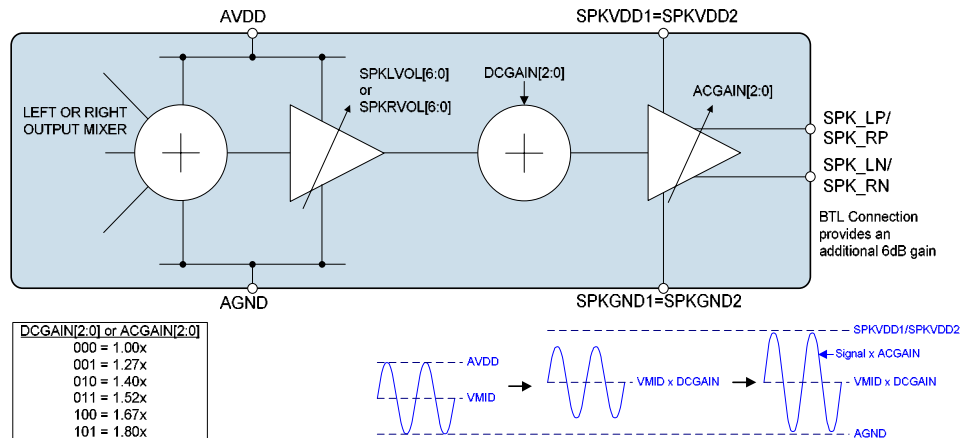 AVDD
SPKVDD1=SPKVDD2
SPKLVOL[6:0]
or
SPKRVOL[6:0]
DCGAIN[2:0]
ACGAIN[2:0]
LEFT OR RIGHT
OUTPUT MIXER
SPK_LP/
SPK_RP
SPK_LN/
SPK_RN
BTL Connection
provides an
additional 6dB gain
AGND
SPKGND1=SPKGND2
DCGAIN[2:0] or ACGAIN[2:0]
000 = 1.00x
001 = 1.27x
010 = 1.40x
011 = 1.52x
100 = 1.67x
101 = 1.80x
AVDD
VMID
VMID x DCGAIN
SPKVDD1/SPKVDD2
Signal x ACGAIN
VMID x DCGAIN
AGND